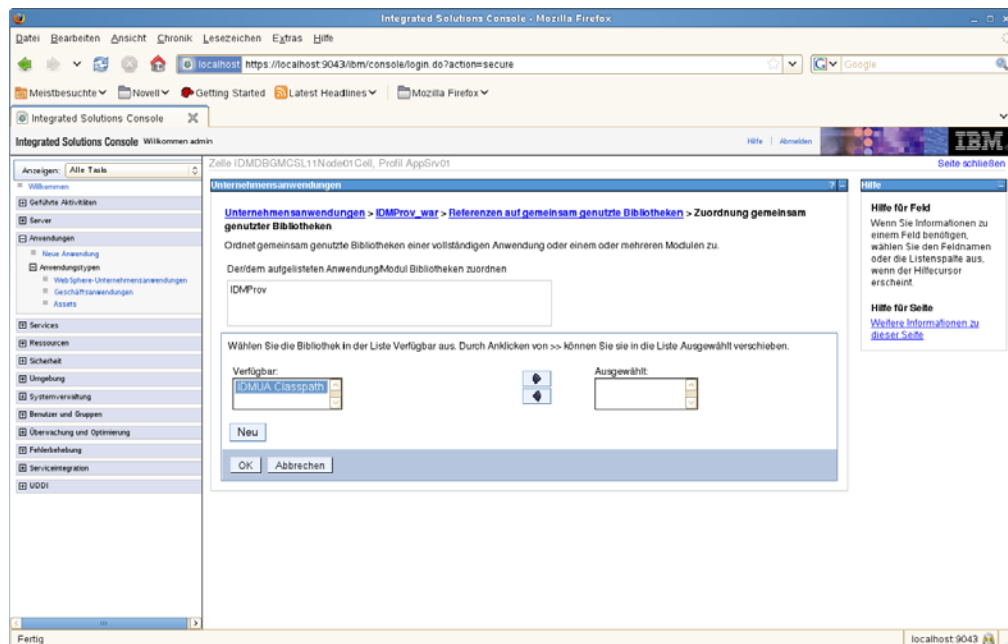 Integrated Solutions Console - Mozilla Firefox
Datei Bearbeiten Ansicht Chronik Lesezeichen Extras Hilfe
localhost https://localhost:9043/ibm/console/login.do?action=secure
Google
Meistbesuchte Novell Getting Started Latest Headlines Mozilla Firefox
Integrated Solutions Console
Integrated Solutions Console Willkommen admin
Hilfe | Abmelden
IBM
Anzeigen: Alle Tasks
Willkommen
Geführte Aktivitäten
Server
Anwendungen
Neue Anwendung
Anwendungstypen
WebSphere-Unternehmensanwendungen
Geschäftsanwendungen
Assets
Services
Ressourcen
Sicherheit
Umgebung
Systemverwaltung
Benutzer und Gruppen
Überwachung und Optimierung
Fehlerbehebung
Serviceintegration
UDDI
Zelle IDMDBGMCSL11Node01Cell, Profil AppSrv01
Seite schließen
Unternehmensanwendungen
? –
Unternehmensanwendungen > IDMProv_war > Referenzen auf gemeinsam genutzte Bibliotheken > Zuordnung gemeinsam
genutzter Bibliotheken
Ordnet gemeinsam genutzte Bibliotheken einer vollständigen Anwendung oder einem oder mehreren Modulen zu.
Der/dem aufgelisteten Anwendung/Modul Bibliotheken zuordnen
IDMProv
Wählen Sie die Bibliothek in der Liste Verfügbar aus. Durch Anklicken von >> können Sie sie in die Liste Ausgewählt verschieben.
Verfügbar:
IDMUA Classpath
Ausgewählt:
Neu
OK Abbrechen
Hilfe
Hilfe für Feld
Wenn Sie Informationen zu
einem Feld benötigen,
wählen Sie den Feldnamen
oder die Listenspalte aus,
wenn der Hilfecursor
erscheint.
Hilfe für Seite
Weitere Informationen zu
dieser Seite
Fertig
localhost:9043